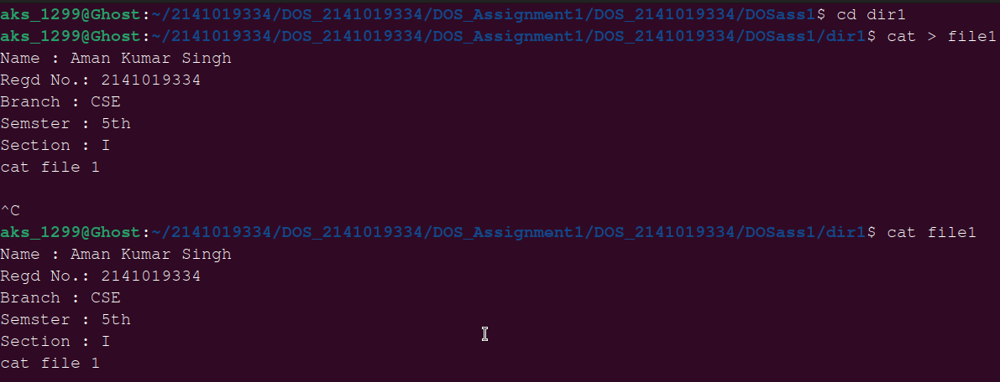 aks_1299@Ghost:~/2141019334/DOS_2141019334/DOS_Assignment1/DOS_2141019334/DOSass1$ cd dir1
aks_1299@Ghost:~/2141019334/DOS_2141019334/DOS_Assignment1/DOS_2141019334/DOSass1/dir1$ cat > file1
Name : Aman Kumar Singh
Regd No.: 2141019334
Branch : CSE
Semster : 5th
Section : I
cat file 1
^C
aks_1299@Ghost:~/2141019334/DOS_2141019334/DOS_Assignment1/DOS_2141019334/DOSass1/dir1$ cat file1
Name : Aman Kumar Singh
Regd No.: 2141019334
Branch : CSE
Semster : 5th
Section : I
cat file 1